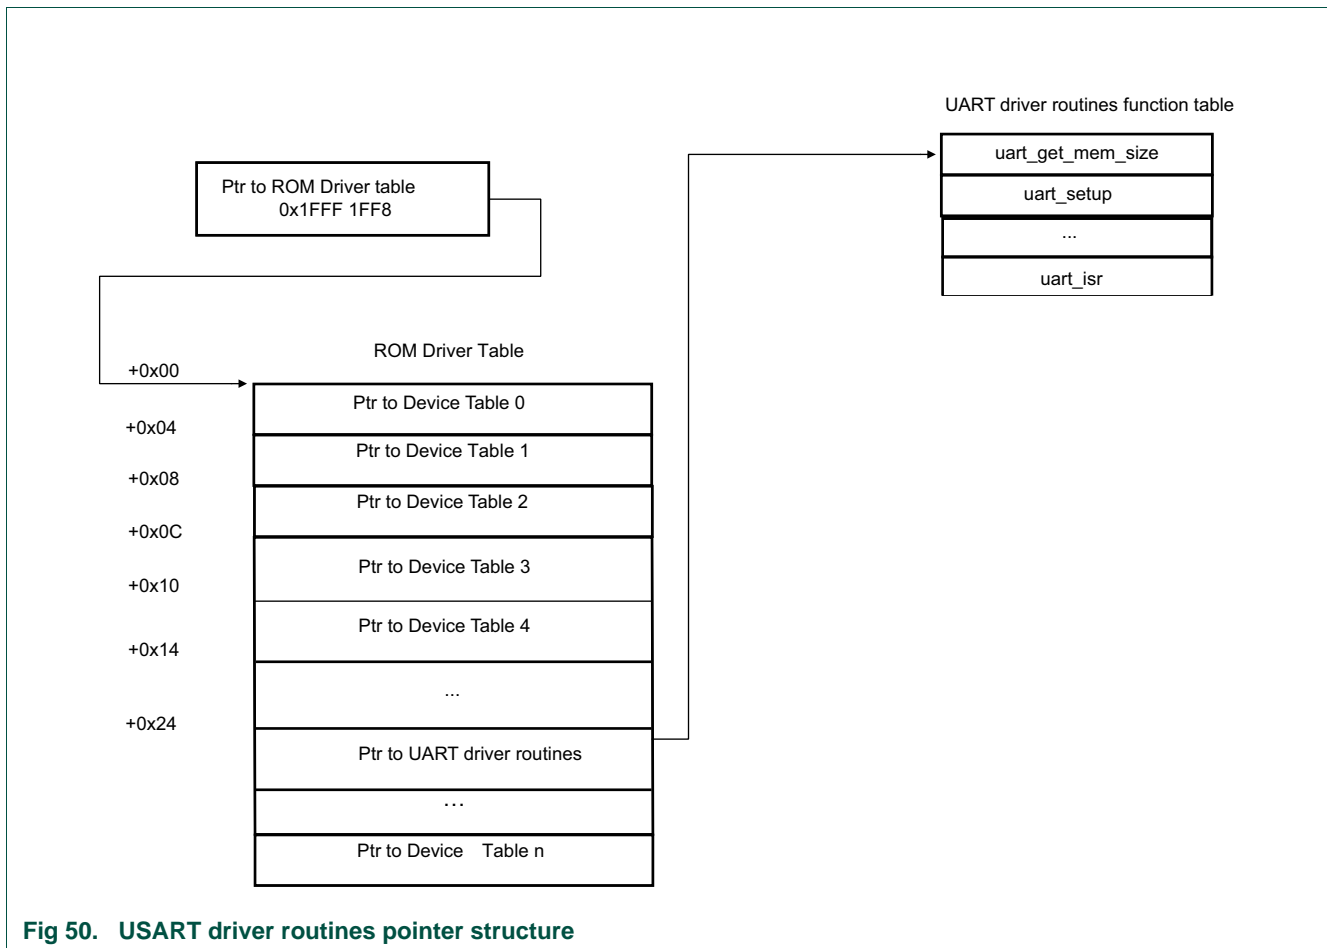 UART driver routines function table
uart_get_mem_size
uart_setup
...
uart_isr
Ptr to ROM Driver table
0x1FFF 1FF8
ROM Driver Table
+0x00
Ptr to Device Table 0
+0x04
Ptr to Device Table 1
+0x08
Ptr to Device Table 2
+0x0C
Ptr to Device Table 3
+0x10
Ptr to Device Table 4
+0x14
...
+0x24
Ptr to UART driver routines
...
Ptr to Device Table n
Fig 50. USART driver routines pointer structure